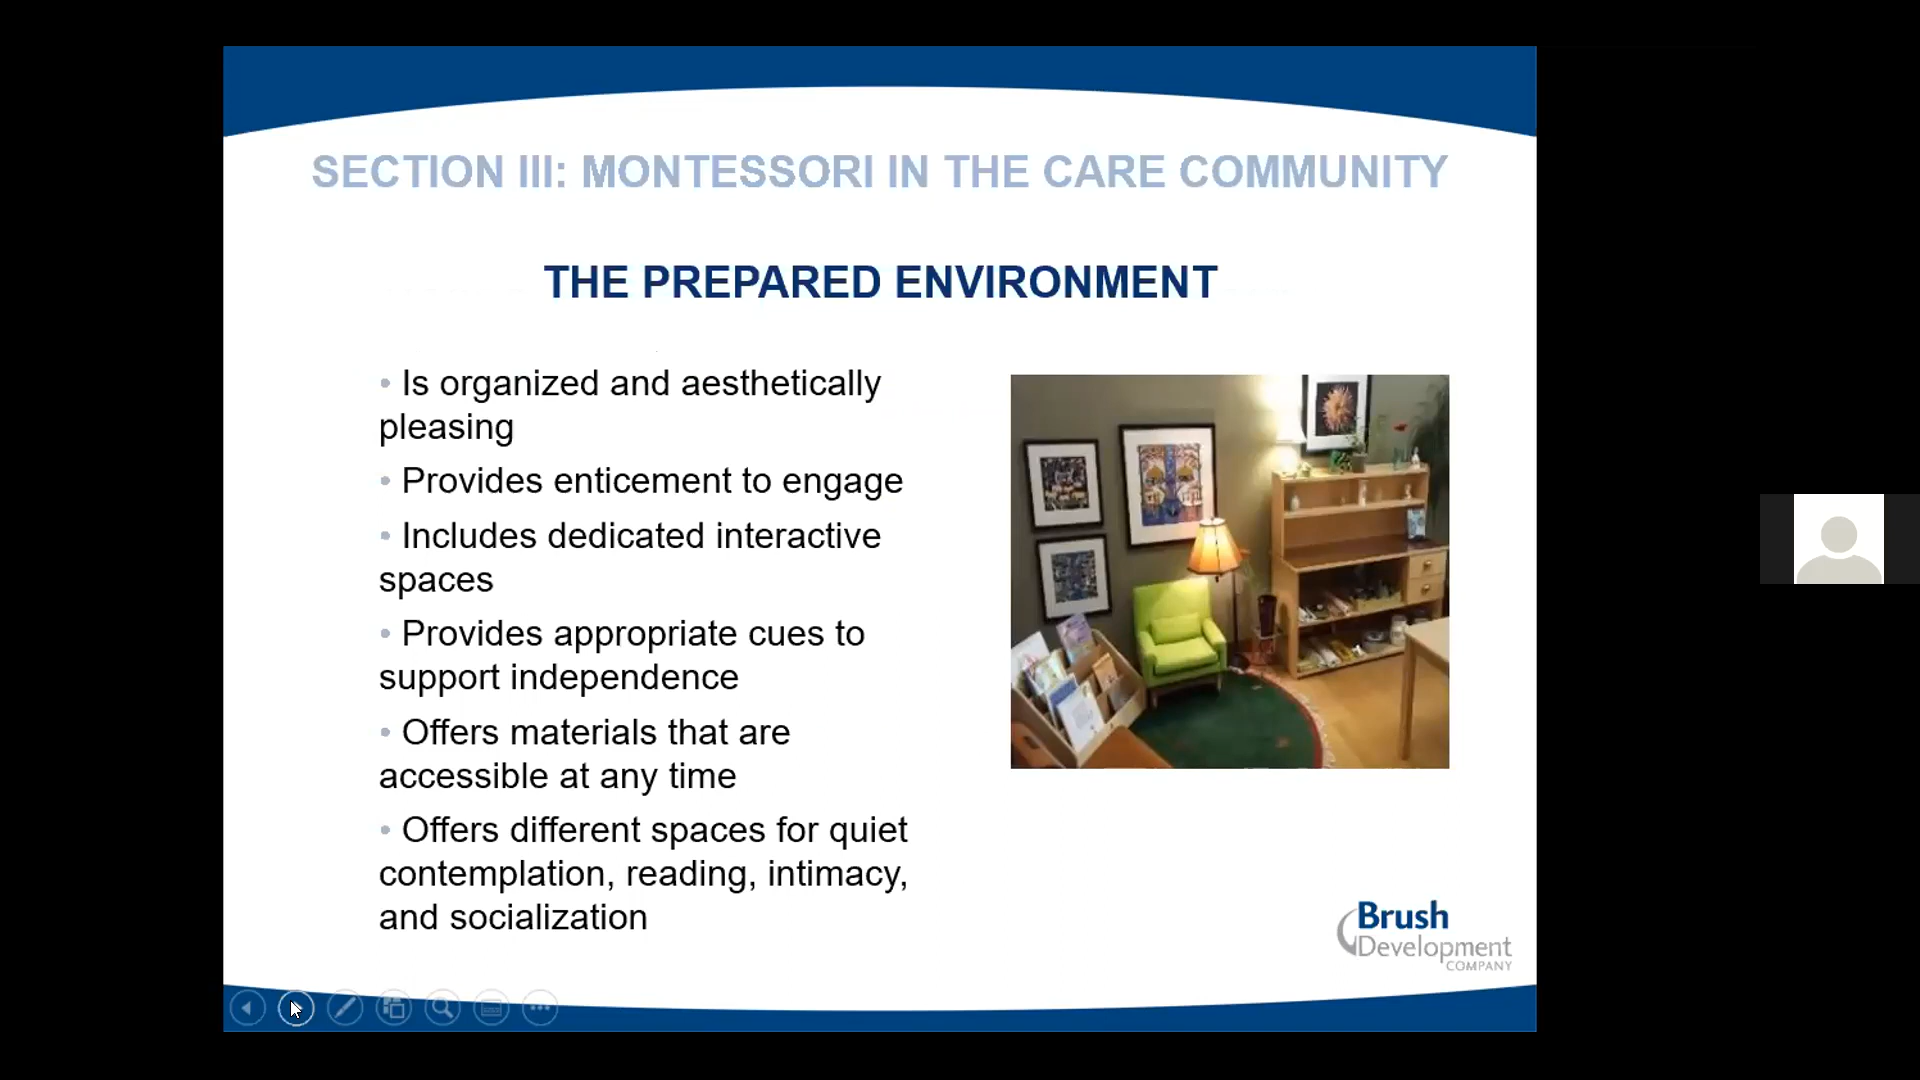 SECTION III: MONTESSORI IN THE CARE COMMUNITY
THE PREPARED ENVIRONMENT
• Is organized and aesthetically
pleasing
• Provides enticement to engage
• Includes dedicated interactive
spaces
• Provides appropriate cues to
support independence
• Offers materials that are
accessible at any time
• Offers different spaces for quiet
contemplation, reading, intimacy,
and socialization
Brush
Development
COMPANY